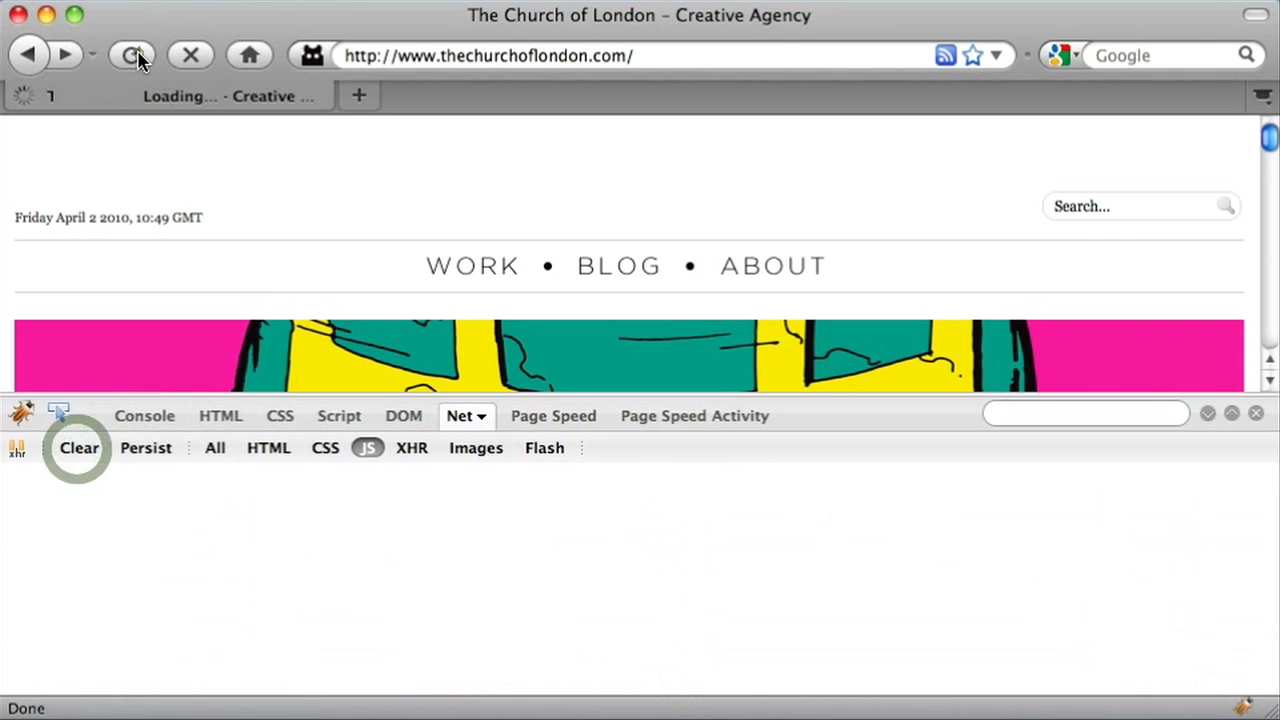 The Church of London – Creative Agency
http://www.thechurchoflondon.com/
Google
1 Loading... - Creative ...
Friday April 2 2010, 10:49 GMT
Search...
WORK • BLOG • ABOUT
Console HTML CSS Script DOM Net Page Speed Page Speed Activity
xhr Clear Persist All HTML CSS JS XHR Images Flash
Done